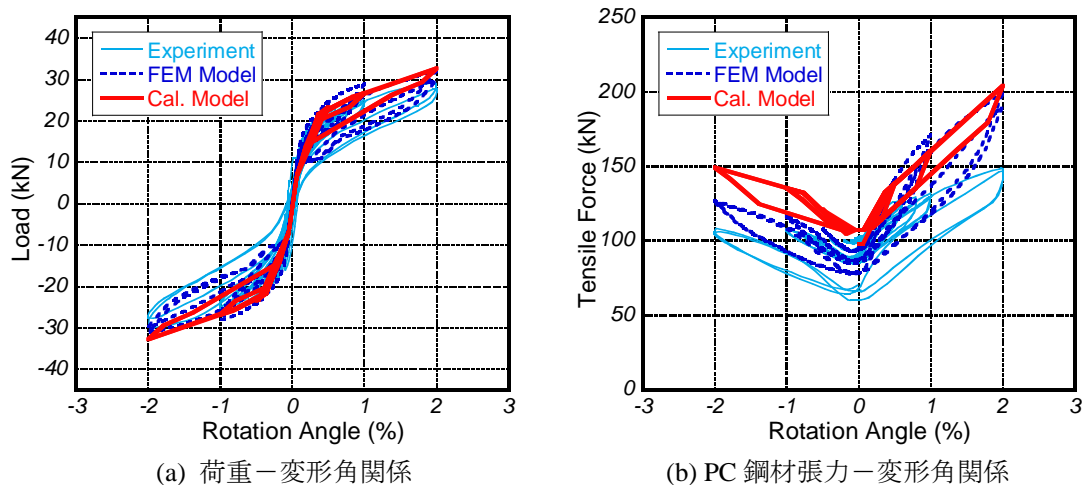 50
40
30
20
10
0
-10
-20
-30
-40
Load (kN)
Experiment
FEM Model
Cal. Model
-3 -2 -1 0 1 2 3
Rotation Angle (%)
(a) 荷重－変形角関係
250
200
150
100
50
0
Tensile Force (kN)
Experiment
FEM Model
Cal. Model
-3 -2 -1 0 1 2 3
Rotation Angle (%)
(b) PC 鋼材張力－変形角関係